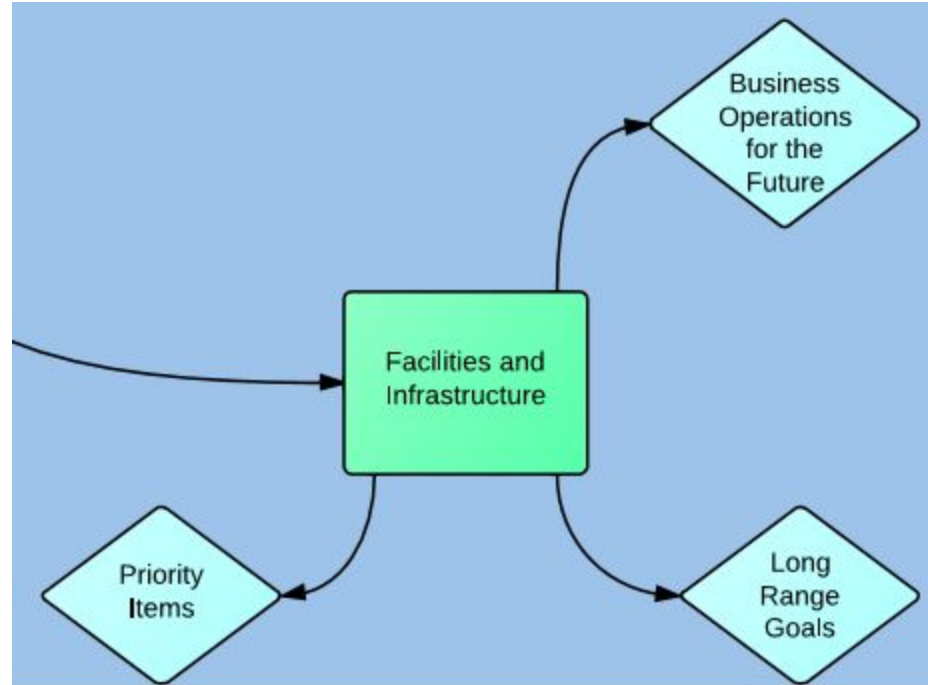 Business
Operations
for the
Future
Facilities and
Infrastructure
Priority
Items
Long
Range
Goals